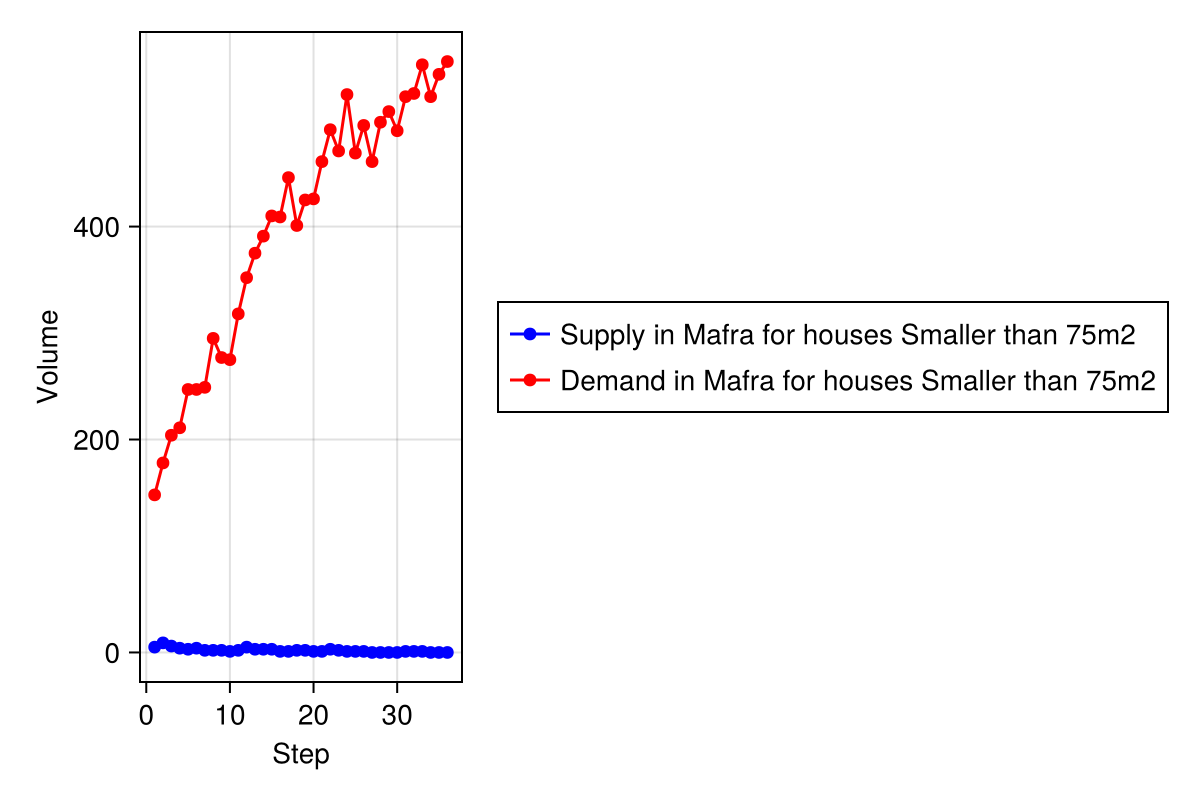 Volume
400
200
0
0 10 20 30
Step
Supply in Mafra for houses Smaller than 75m2
Demand in Mafra for houses Smaller than 75m2